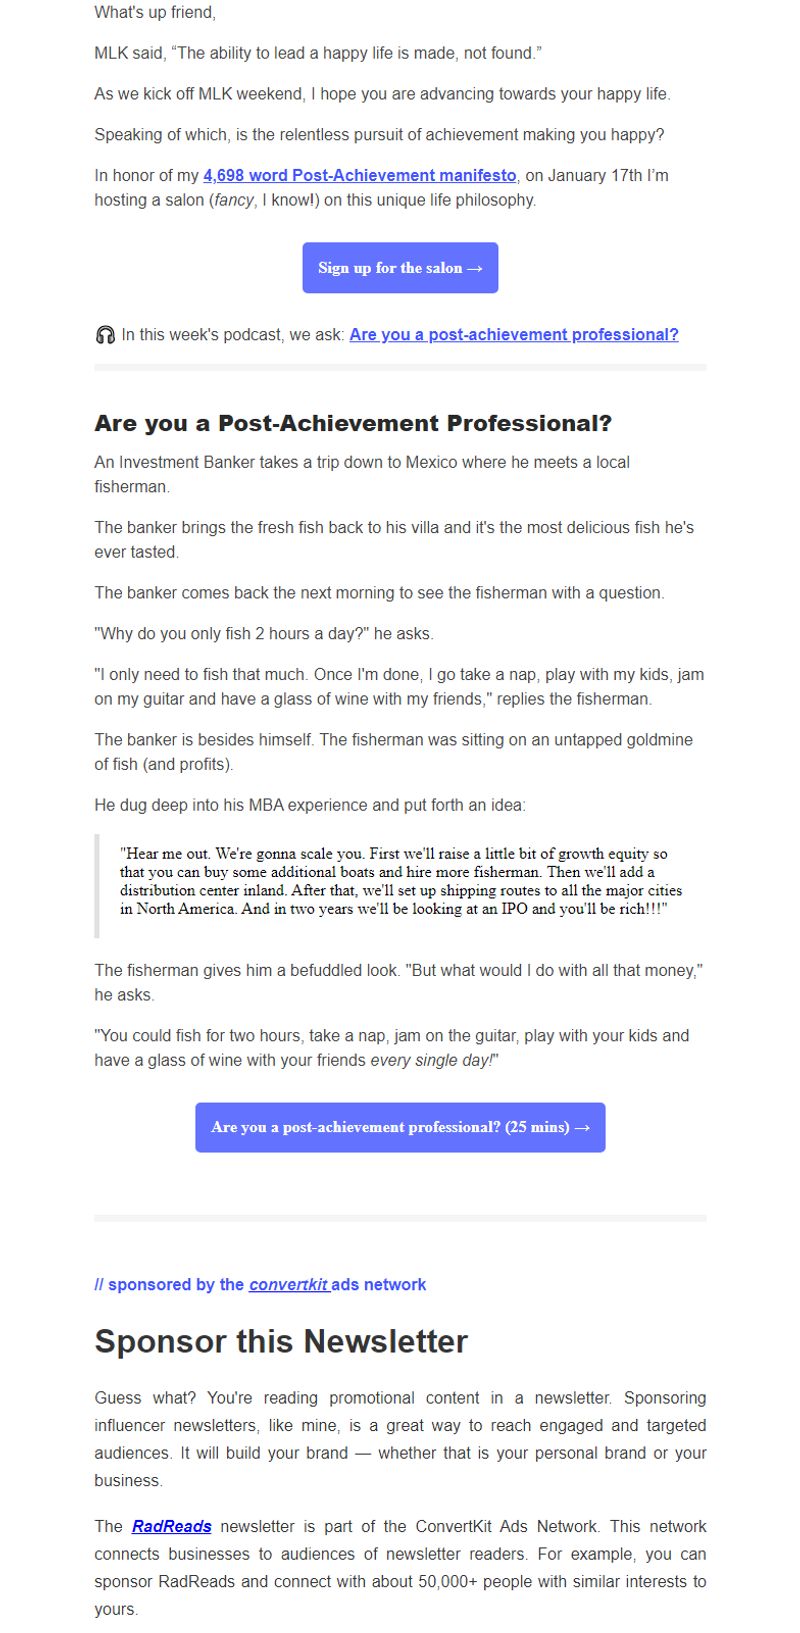 What's up friend,
MLK said, “The ability to lead a happy life is made, not found.”
As we kick off MLK weekend, I hope you are advancing towards your happy life.
Speaking of which, is the relentless pursuit of achievement making you happy?
In honor of my 4,698 word Post-Achievement manifesto, on January 17th I’m
hosting a salon (fancy, I know!) on this unique life philosophy.
Sign up for the salon →
🎧 In this week's podcast, we ask: Are you a post-achievement professional?
Are you a Post-Achievement Professional?
An Investment Banker takes a trip down to Mexico where he meets a local
fisherman.
The banker brings the fresh fish back to his villa and it's the most delicious fish he's
ever tasted.
The banker comes back the next morning to see the fisherman with a question.
"Why do you only fish 2 hours a day?" he asks.
"I only need to fish that much. Once I'm done, I go take a nap, play with my kids, jam
on my guitar and have a glass of wine with my friends," replies the fisherman.
The banker is besides himself. The fisherman was sitting on an untapped goldmine
of fish (and profits).
He dug deep into his MBA experience and put forth an idea:
"Hear me out. We're gonna scale you. First we'll raise a little bit of growth equity so
that you can buy some additional boats and hire more fisherman. Then we'll add a
distribution center inland. After that, we'll set up shipping routes to all the major cities
in North America. And in two years we'll be looking at an IPO and you'll be rich!!!"
The fisherman gives him a befuddled look. "But what would I do with all that money,"
he asks.
"You could fish for two hours, take a nap, jam on the guitar, play with your kids and
have a glass of wine with your friends every single day!"
Are you a post-achievement professional? (25 mins) →
// sponsored by the convertkit ads network
Sponsor this Newsletter
Guess what? You're reading promotional content in a newsletter. Sponsoring
influencer newsletters, like mine, is a great way to reach engaged and targeted
audiences. It will build your brand — whether that is your personal brand or your
business.
The RadReads newsletter is part of the ConvertKit Ads Network. This network
connects businesses to audiences of newsletter readers. For example, you can
sponsor RadReads and connect with about 50,000+ people with similar interests to
yours.